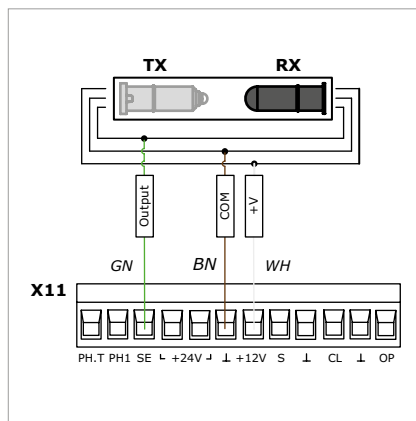 TX RX
Output COM +V
GN BN WH
X11
PH.T PH1 SE +24V ⊥ +12V S ⊥ CL ⊥ OP